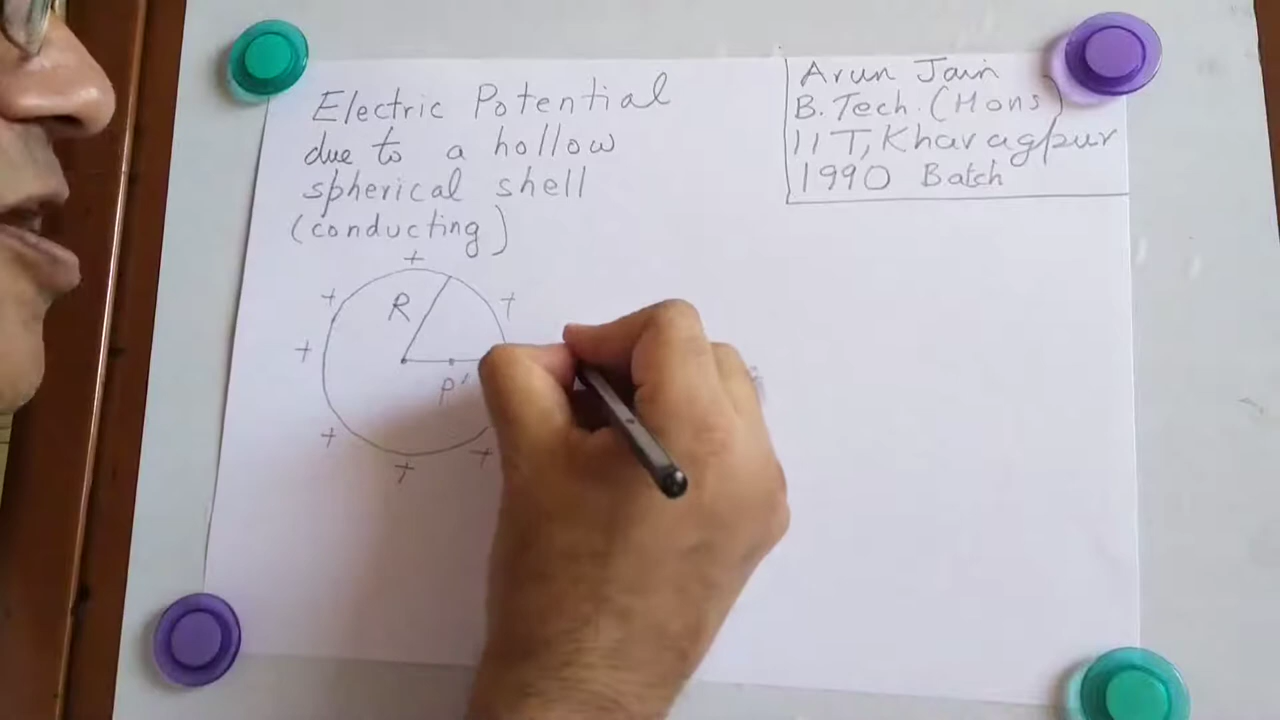 Electric Potential
due to a hollow
spherical shell
(conducting)
Arun Jain
B. Tech. (Hons)
IIT, Kharagpur
1990 Batch
+
+
+
R
+
P'
+
+
+